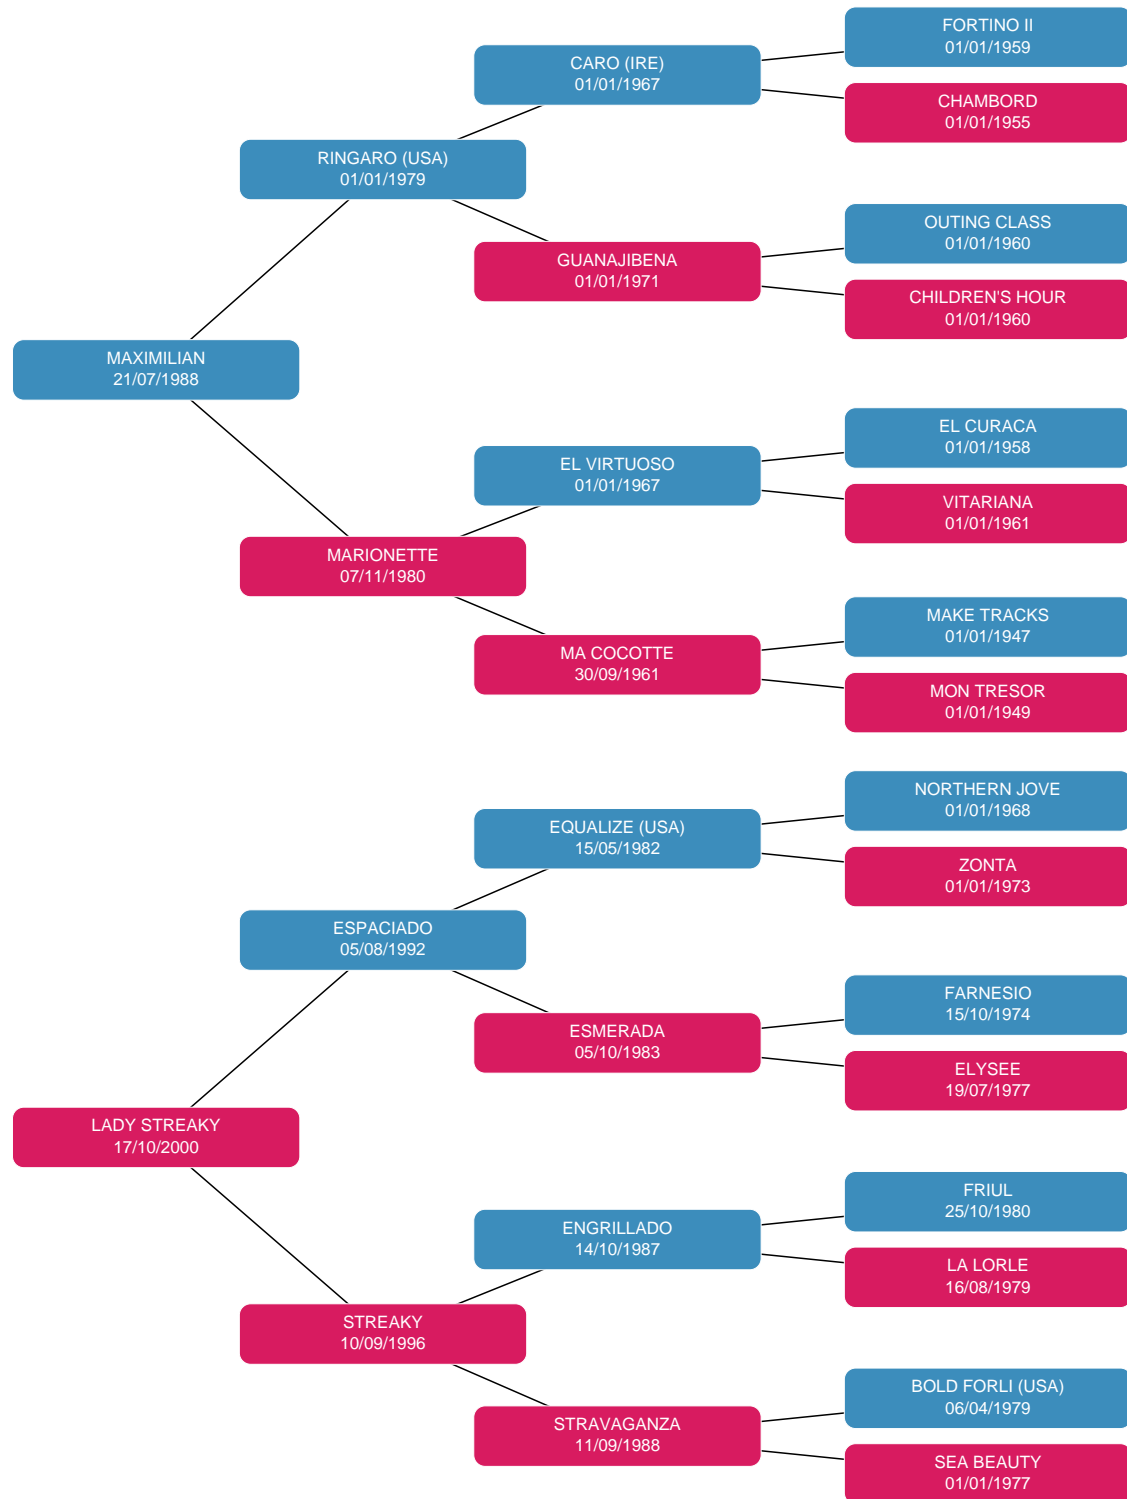 FORTINO II
01/01/1959
CARO (IRE)
01/01/1967
CHAMBORD
01/01/1955
RINGARO (USA)
01/01/1979
OUTING CLASS
01/01/1960
GUANAJIBENA
01/01/1971
CHILDREN'S HOUR
01/01/1960
MAXIMILIAN
21/07/1988
EL CURACA
01/01/1958
EL VIRTUOSO
01/01/1967
VITARIANA
01/01/1961
MARIONETTE
07/11/1980
MAKE TRACKS
01/01/1947
MA COCOTTE
30/09/1961
MON TRESOR
01/01/1949
NORTHERN JOVE
01/01/1968
EQUALIZE (USA)
15/05/1982
ZONTA
01/01/1973
ESPACIADO
05/08/1992
FARNESIO
15/10/1974
ESMERADA
05/10/1983
ELYSEE
19/07/1977
LADY STREAKY
17/10/2000
FRIUL
25/10/1980
ENGRILLADO
14/10/1987
LA LORLE
16/08/1979
STREAKY
10/09/1996
BOLD FORLI (USA)
06/04/1979
STRAVAGANZA
11/09/1988
SEA BEAUTY
01/01/1977